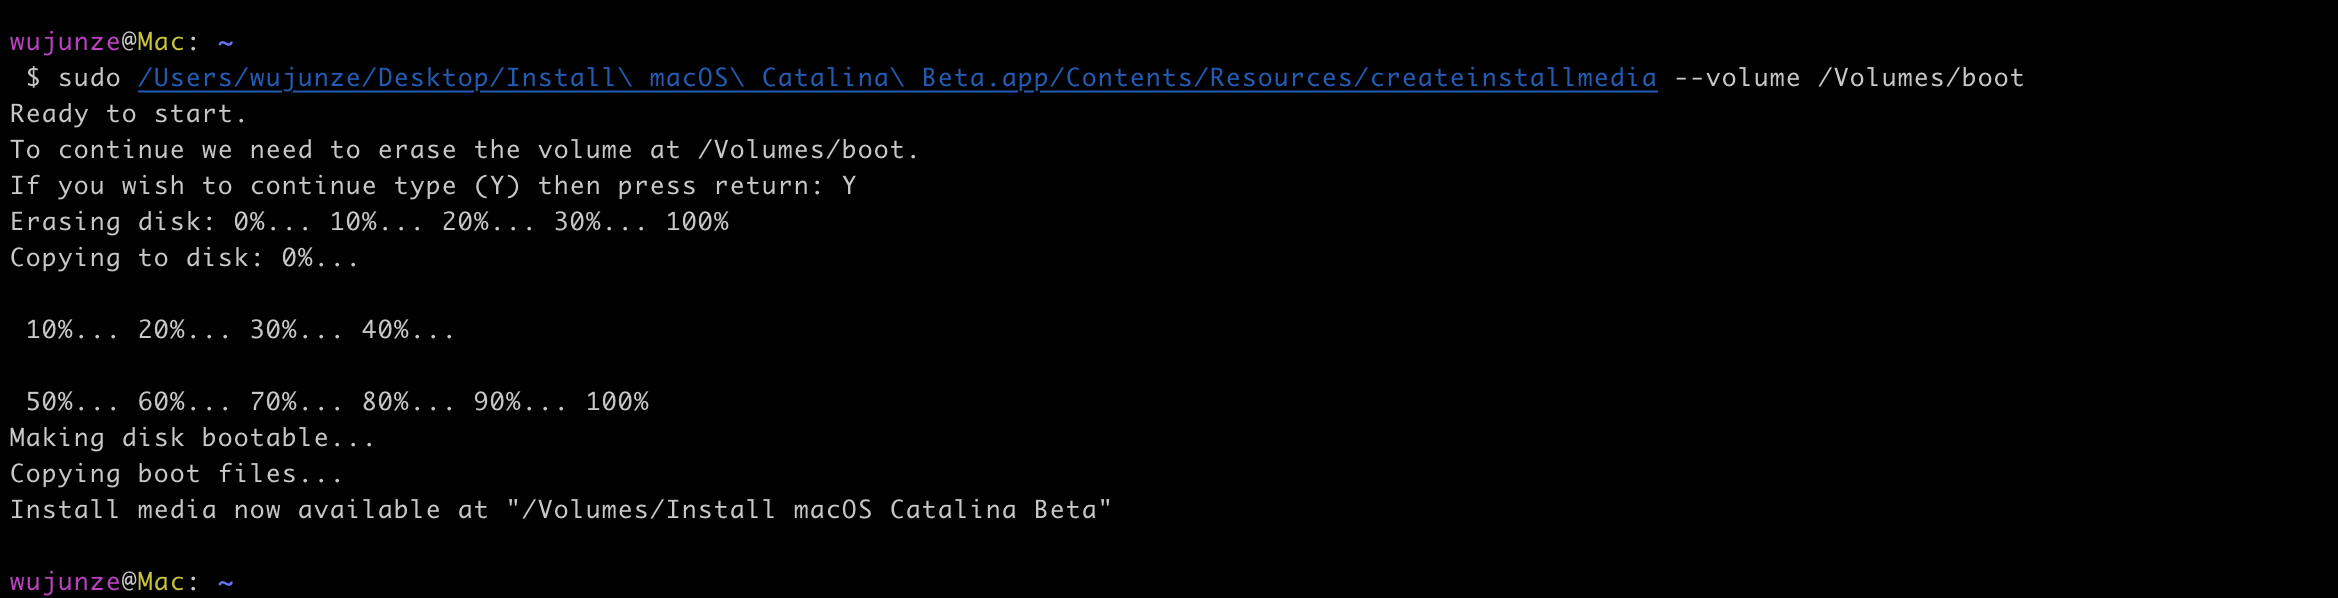 wujunze@Mac: ~
$ sudo /Users/wujunze/Desktop/Install\ macOS\ Catalina\ Beta.app/Contents/Resources/createinstallmedia --volume /Volumes/boot
Ready to start.
To continue we need to erase the volume at /Volumes/boot.
If you wish to continue type (Y) then press return: Y
Erasing disk: 0%... 10%... 20%... 30%... 100%
Copying to disk: 0%...
10%... 20%... 30%... 40%...
50%... 60%... 70%... 80%... 90%... 100%
Making disk bootable...
Copying boot files...
Install media now available at "/Volumes/Install macOS Catalina Beta"
wujunze@Mac: ~